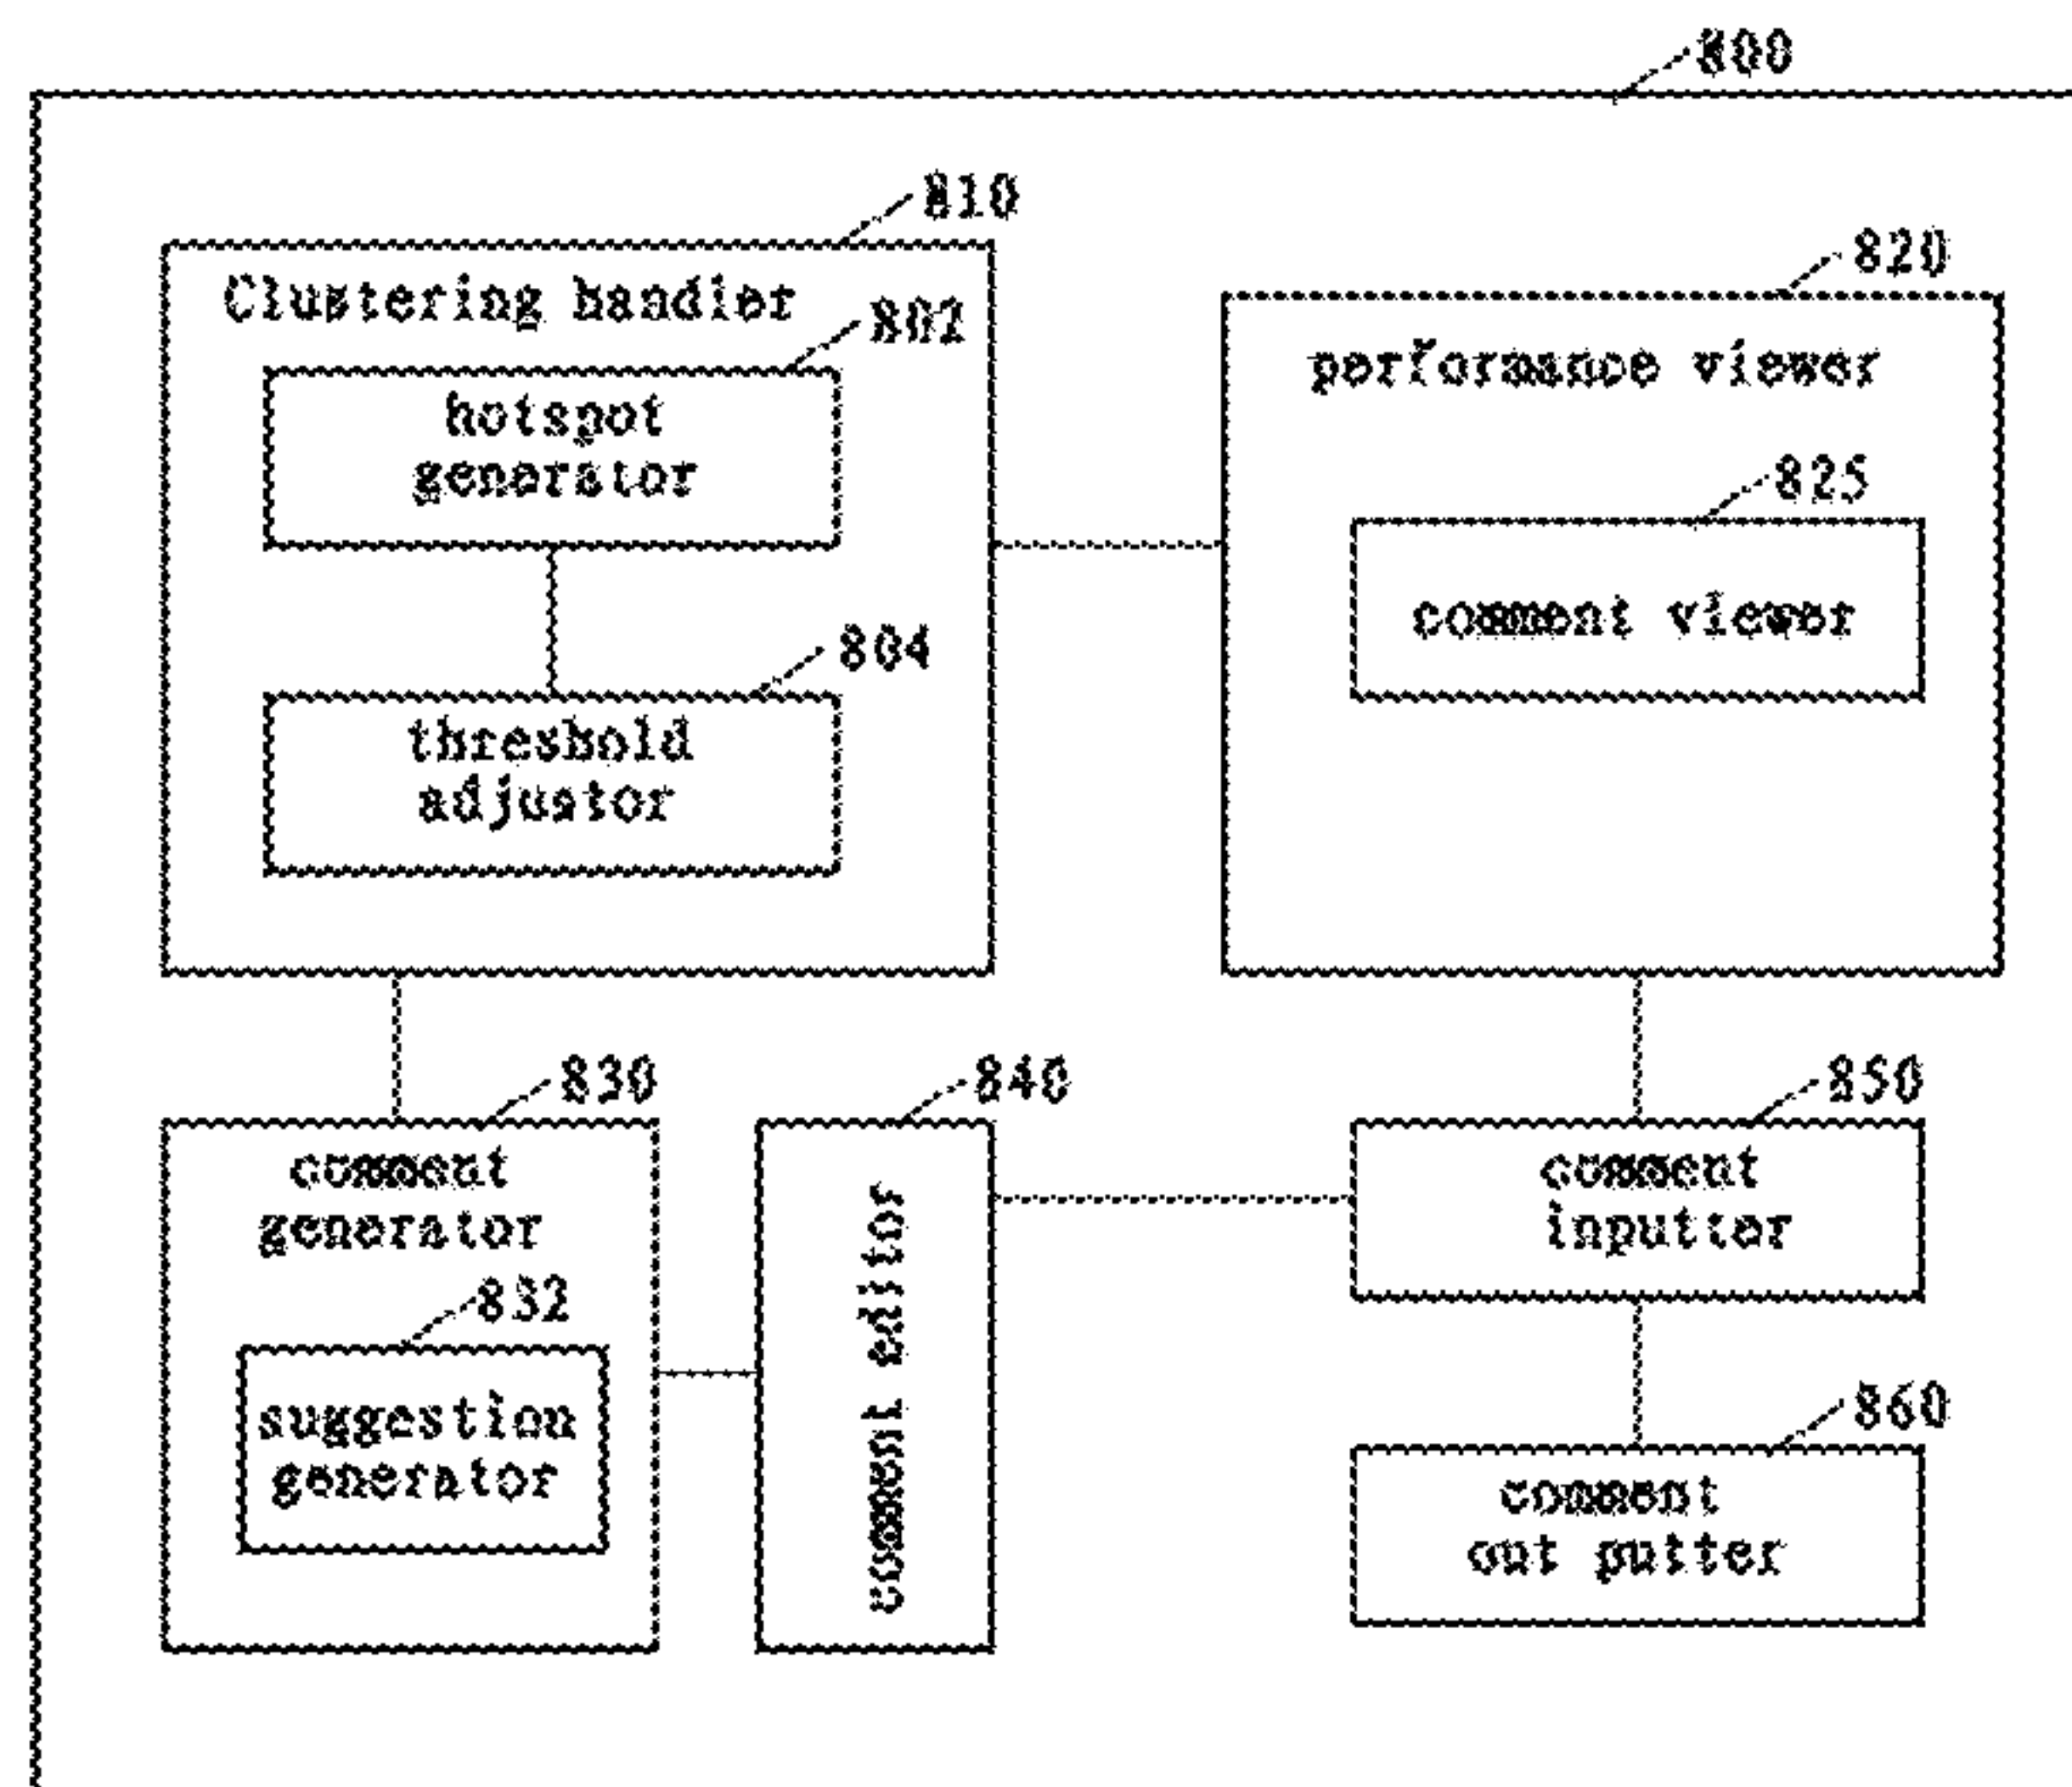 800
810
Clustering handler
802
hotspot
generator
804
threshold
adjustor
820
performance viewer
825
comment viewer
830
comment
generator
832
suggestion
generator
840
comment editor
850
comment
inputter
860
comment
out putter